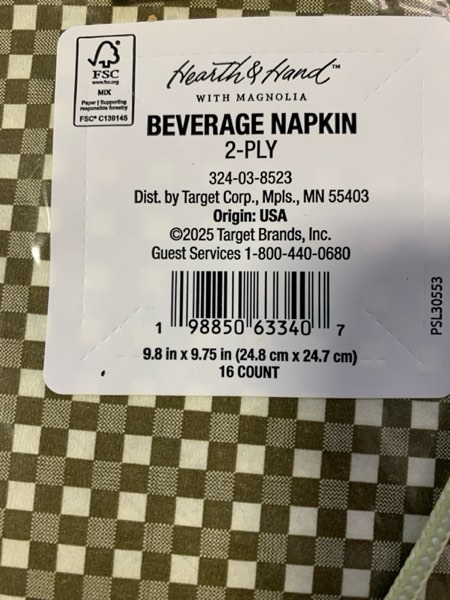 FSC
www.fsc.org
MIX
Paper | Supporting
responsible forestry
FSC® C139145
Hearth & Hand™
WITH MAGNOLIA
BEVERAGE NAPKIN
2-PLY
324-03-8523
Dist. by Target Corp., Mpls., MN 55403
Origin: USA
©2025 Target Brands, Inc.
Guest Services 1-800-440-0680
1 98850 63340 7
9.8 in x 9.75 in (24.8 cm x 24.7 cm)
16 COUNT
PSL30553